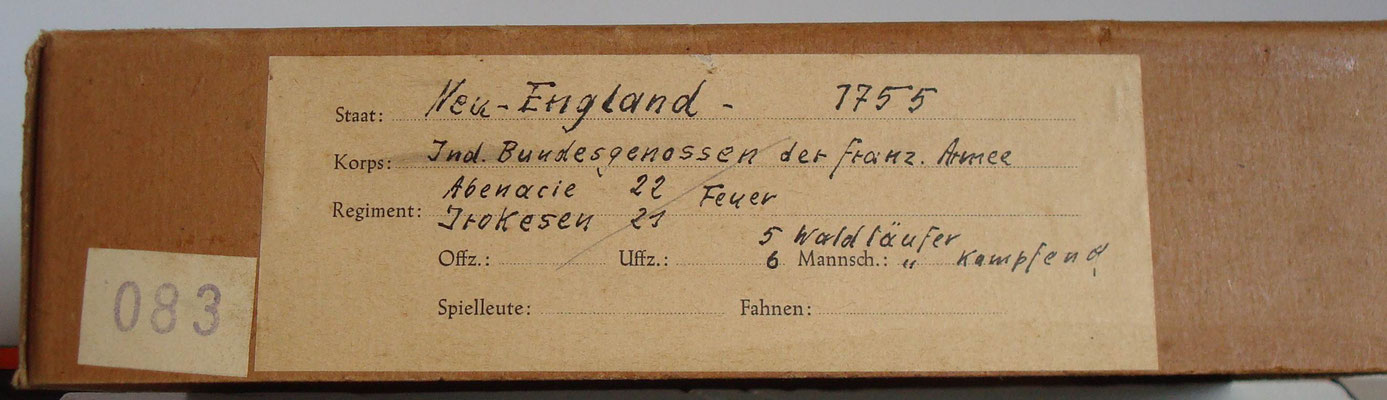 Staat: Neu-England - 1755
Korps: Ind. Bundesgenossen der franz. Armee
Abenacie 22 Feuer
Regiment: Irokesen 21
5 Waldläufer
Offz.: Uffz.: 6 Mannsch.: " Kampfend
Spielleute: Fahnen:
083